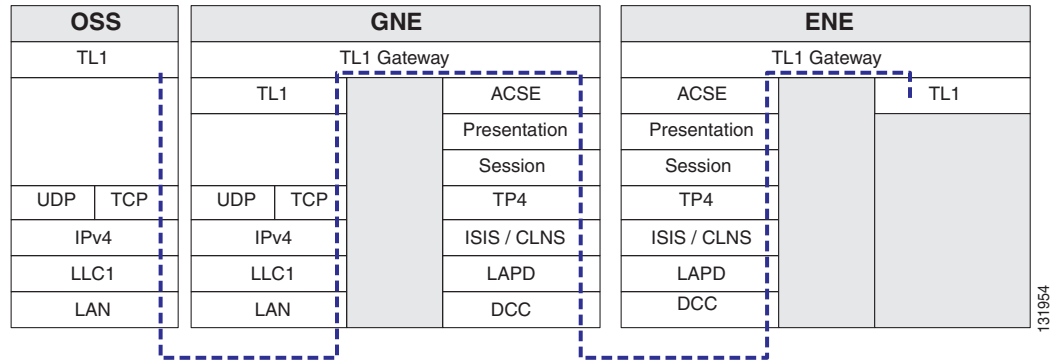 OSS GNE ENE
TL1 TL1 Gateway TL1 Gateway
TL1 ACSE ACSE TL1
Presentation Presentation
Session Session
UDP TCP UDP TCP TP4 TP4
IPv4 IPv4 ISIS / CLNS ISIS / CLNS
LLC1 LLC1 LAPD LAPD
LAN LAN DCC DCC
131954